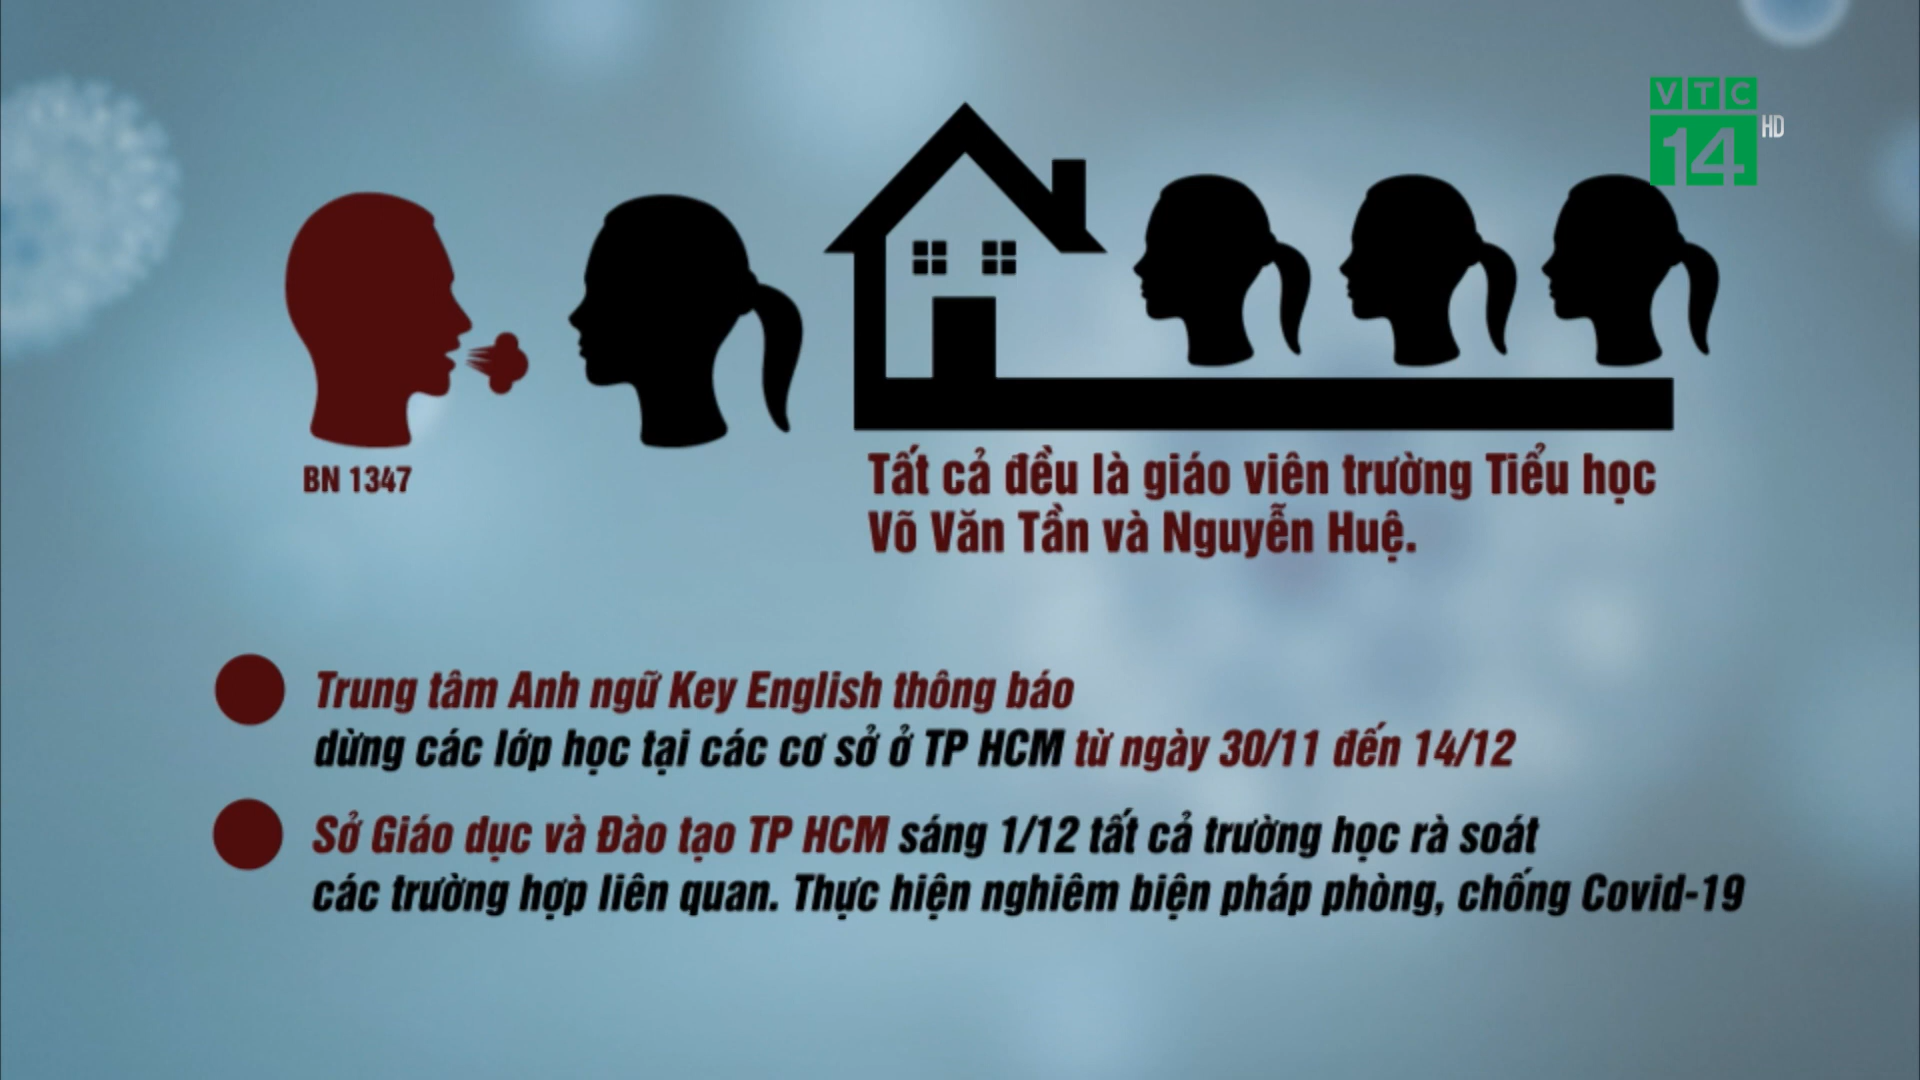 VTC
14 HD
BN 1347
Tất cả đều là giáo viên trường Tiểu học
Võ Văn Tần và Nguyễn Huệ.
Trung tâm Anh ngữ Key English thông báo
dừng các lớp học tại các cơ sở ở TP HCM từ ngày 30/11 đến 14/12
Sở Giáo dục và Đào tạo TP HCM sáng 1/12 tất cả trường học rà soát
các trường hợp liên quan. Thực hiện nghiêm biện pháp phòng, chống Covid-19